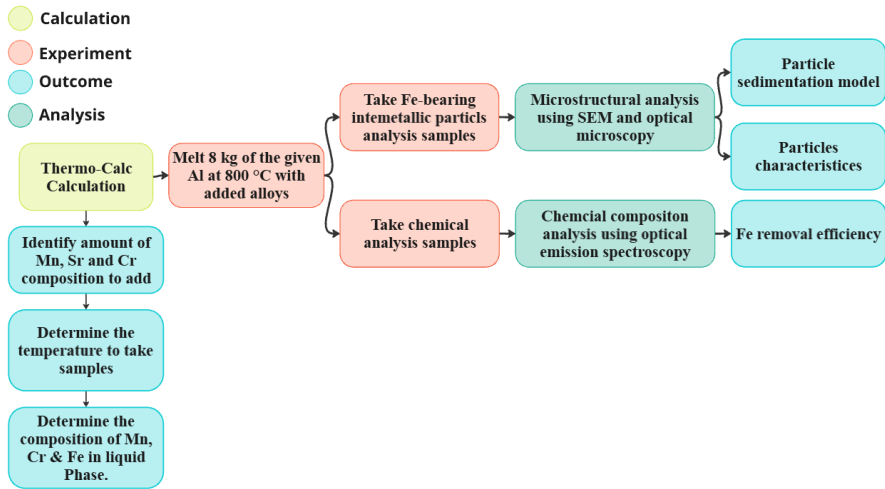 Calculation
Experiment
Outcome
Analysis
Thermo-Calc
Calculation
Melt 8 kg of the given
Al at 800 °C with
added alloys
Take Fe-bearing
intemetallic particls
analysis samples
Microstructural analysis
using SEM and optical
microscopy
Particle
sedimentation model
Particles
characteristices
Take chemical
analysis samples
Chemcial compositon
analysis using optical
emission spectroscopy
Fe removal efficiency
Identify amount of
Mn, Sr and Cr
composition to add
Determine the
temperature to take
samples
Determine the
composition of Mn,
Cr & Fe in liquid
Phase.